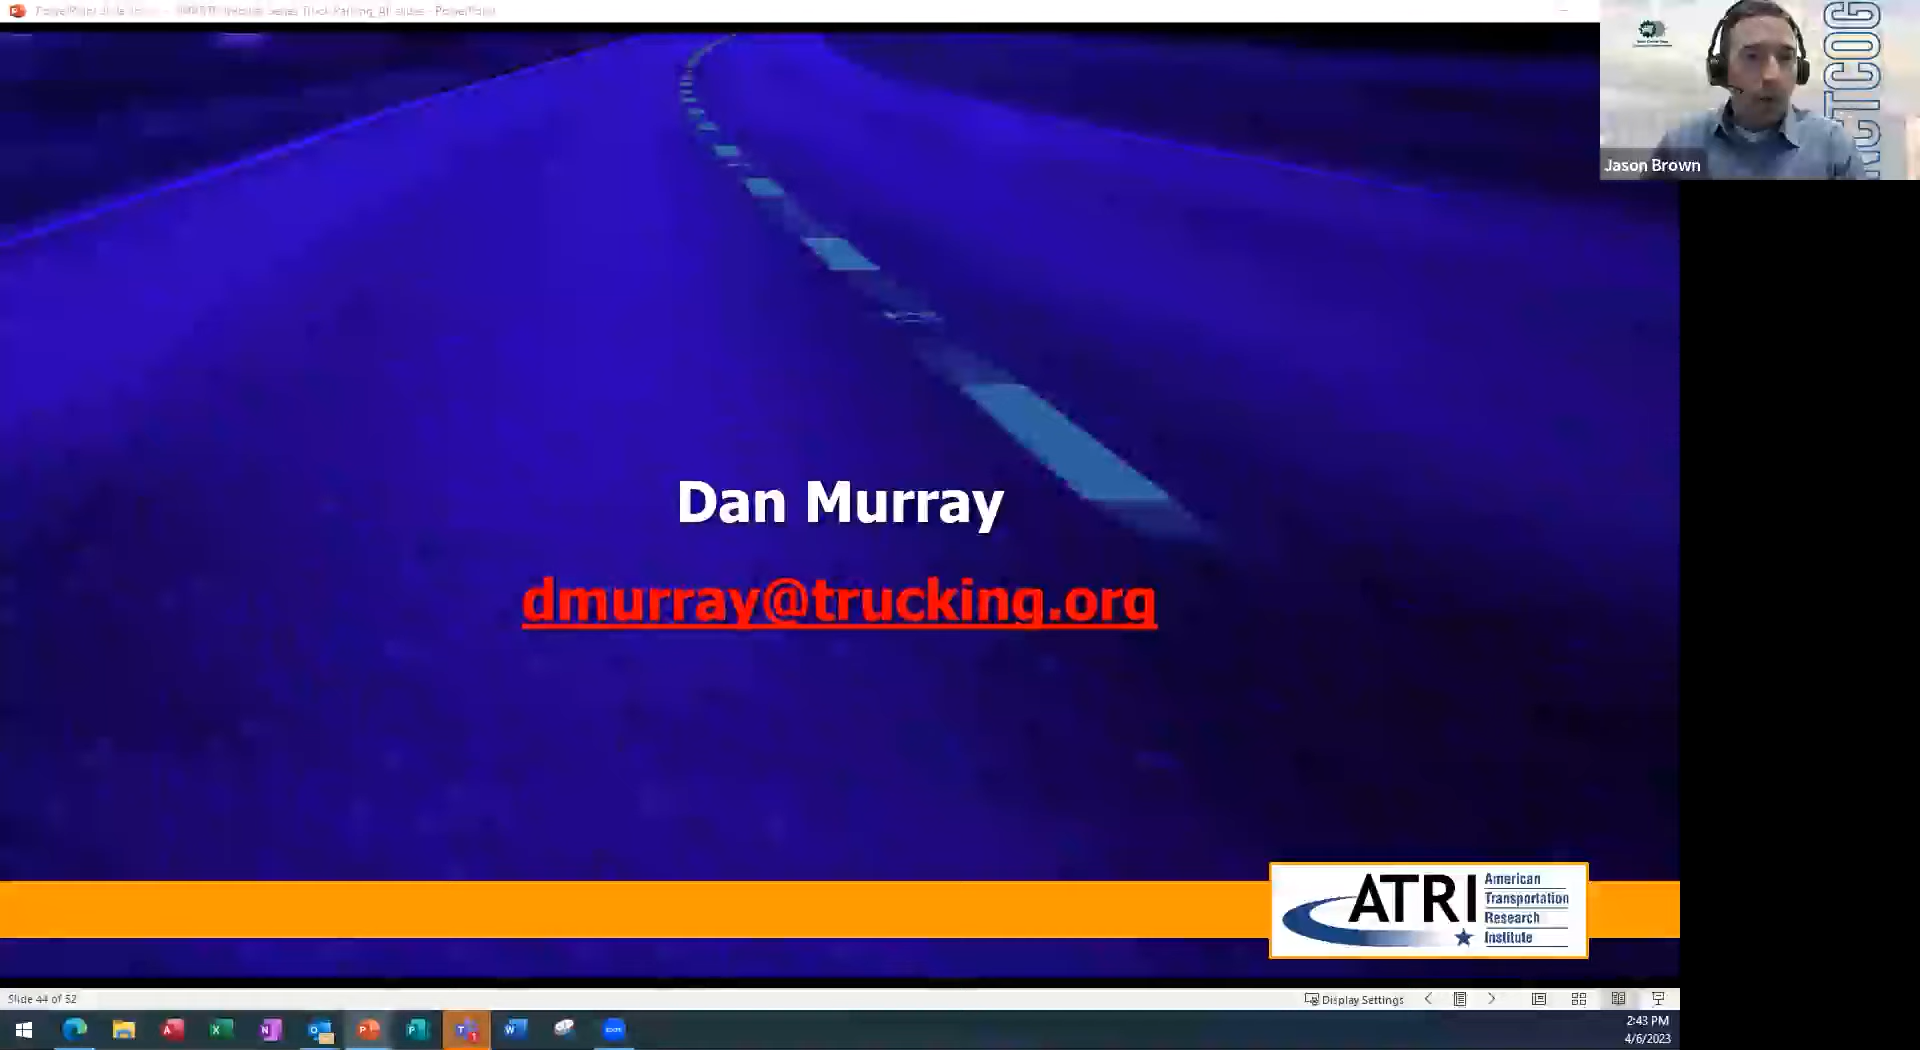 Jason Brown
NCTCOG
Dan Murray
dmurray@trucking.org
ATRI
American
Transportation
Research
Institute
Slide 44 of 52
Display Settings
2:43 PM
4/6/2023